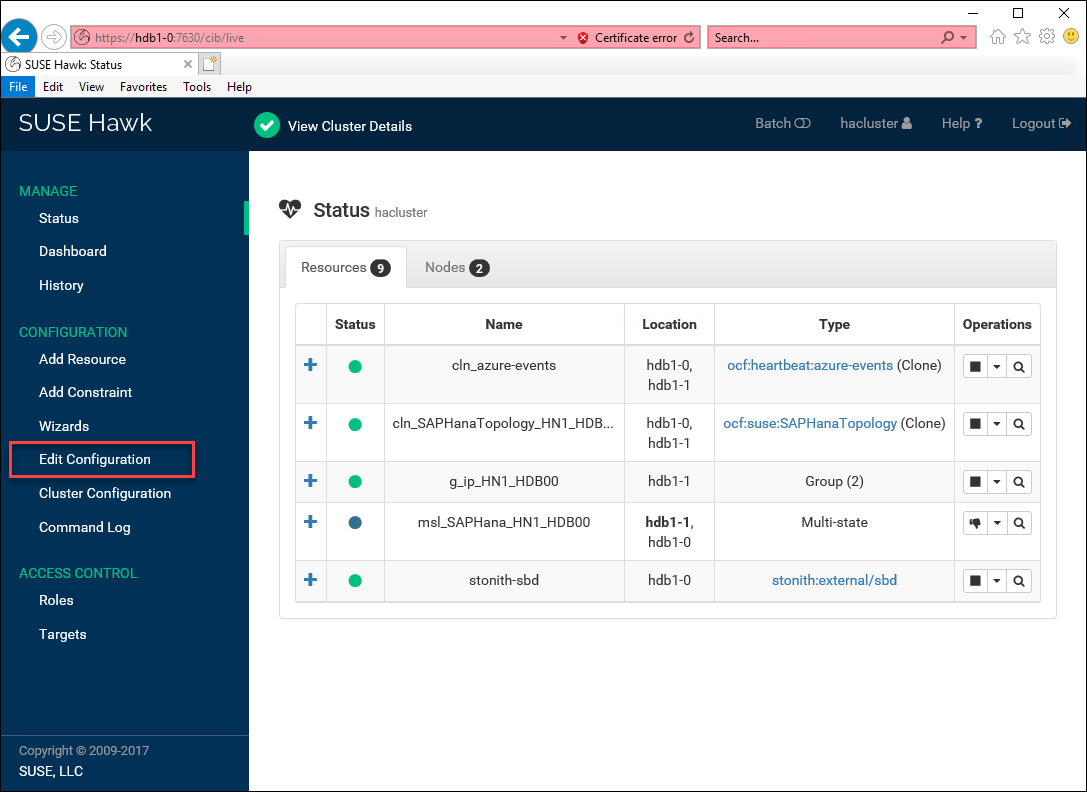 https://hdb1-0:7630/cib/live
Certificate error
Search...
SUSE Hawk: Status
File Edit View Favorites Tools Help
SUSE Hawk
View Cluster Details
Batch
hacluster
Help ?
Logout
MANAGE
Status
Dashboard
History
CONFIGURATION
Add Resource
Add Constraint
Wizards
Edit Configuration
Cluster Configuration
Command Log
ACCESS CONTROL
Roles
Targets
Copyright © 2009-2017
SUSE, LLC
Status hacluster
Resources 9
Nodes 2
Status Name Location Type Operations
cln_azure-events hdb1-0, ocf:heartbeat:azure-events (Clone)
hdb1-1
cln_SAPHanaTopology_HN1_HDB... hdb1-0, ocf:suse:SAPHanaTopology (Clone)
hdb1-1
g_ip_HN1_HDB00 hdb1-1 Group (2)
msl_SAPHana_HN1_HDB00 hdb1-1, Multi-state
hdb1-0
stonith-sbd hdb1-0 stonith:external/sbd